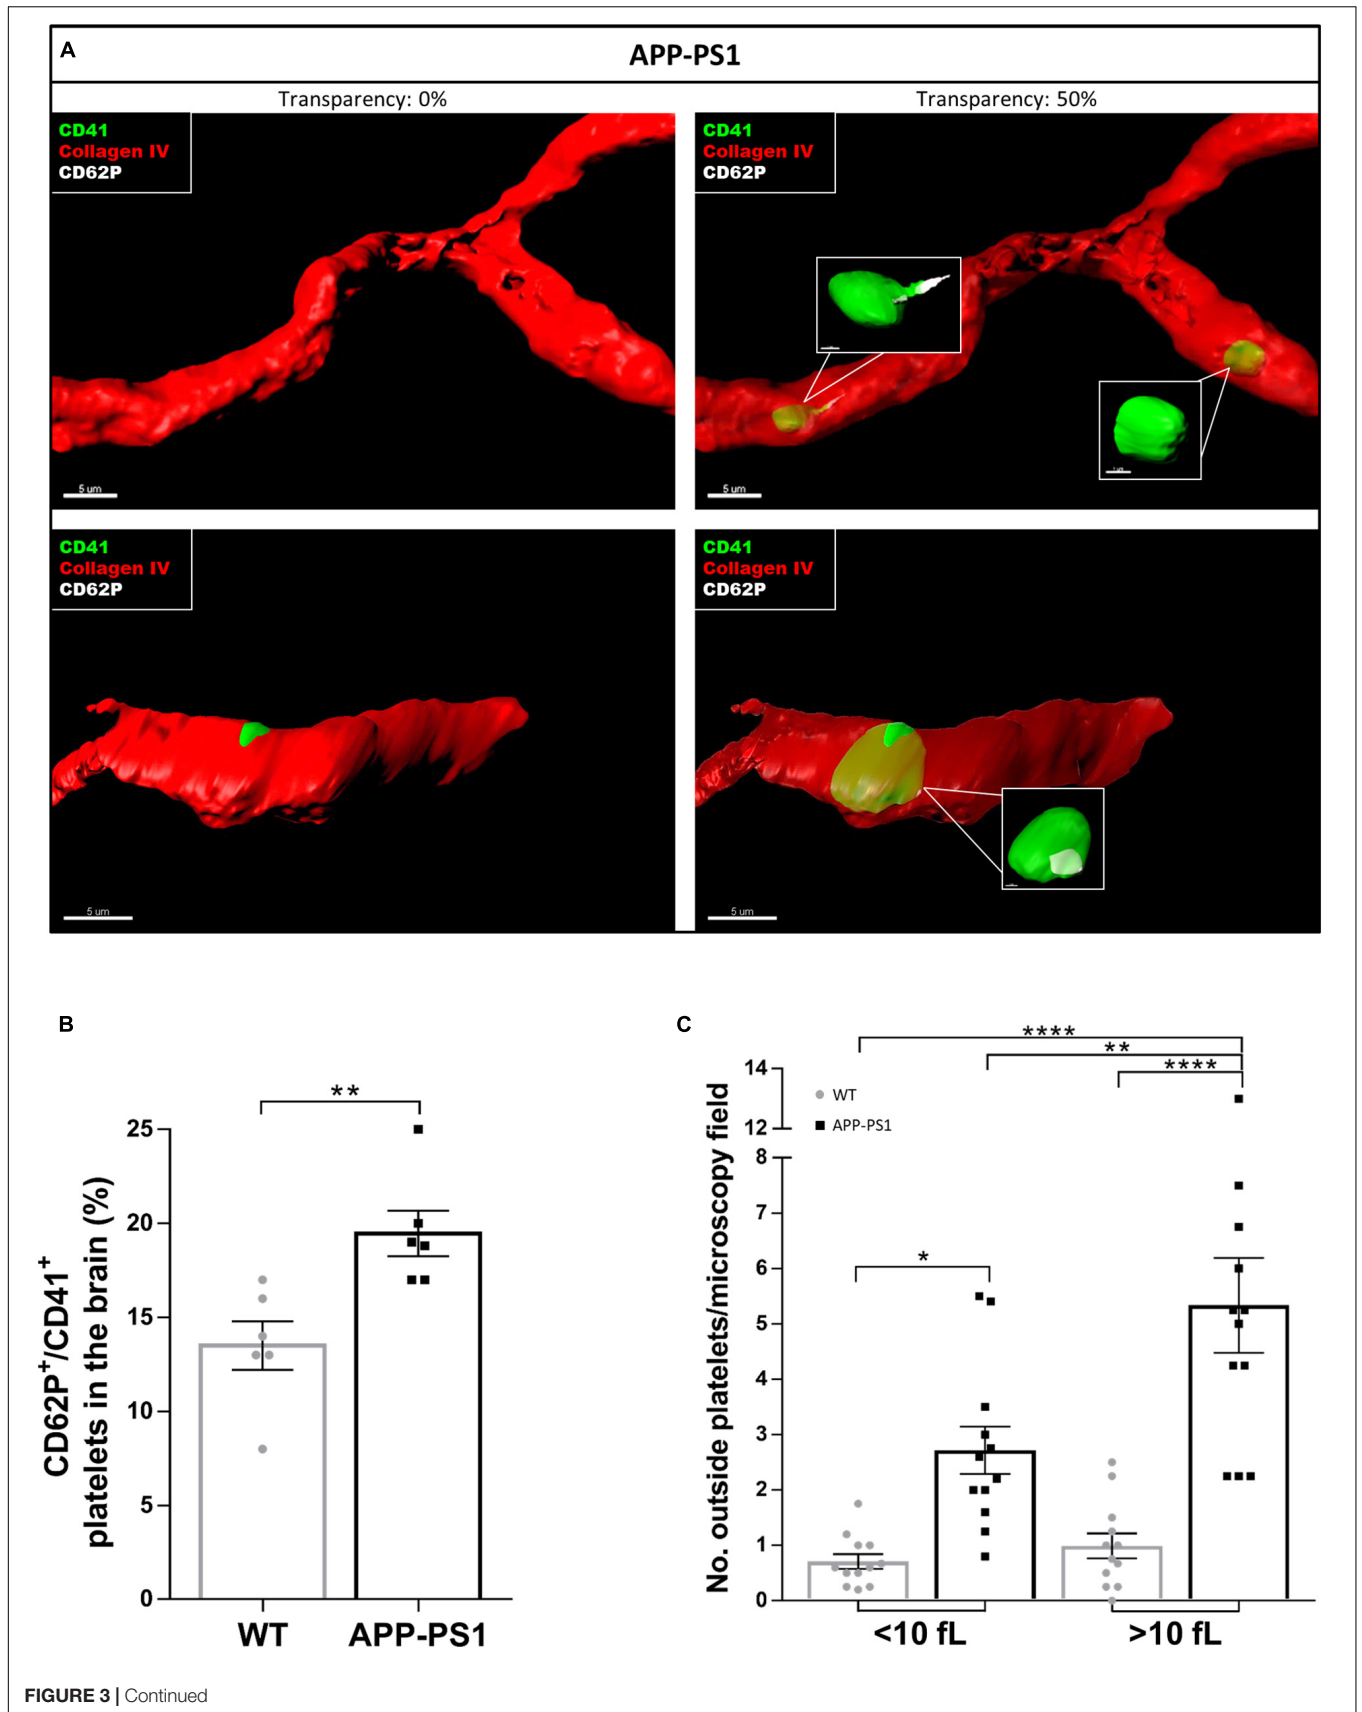 A
APP-PS1
Transparency: 0%
Transparency: 50%
CD41
Collagen IV
CD62P
5 um
CD41
Collagen IV
CD62P
5 um
CD41
Collagen IV
CD62P
5 um
CD41
Collagen IV
CD62P
5 um
B
**
25
20
15
10
5
0
CD62P+/CD41+
platelets in the brain (%)
WT
APP-PS1
C
****
**
****
*
WT
APP-PS1
14
12
8
7
6
5
4
3
2
1
0
No. outside platelets/microscopy field
<10 fL
>10 fL
FIGURE 3 | Continued